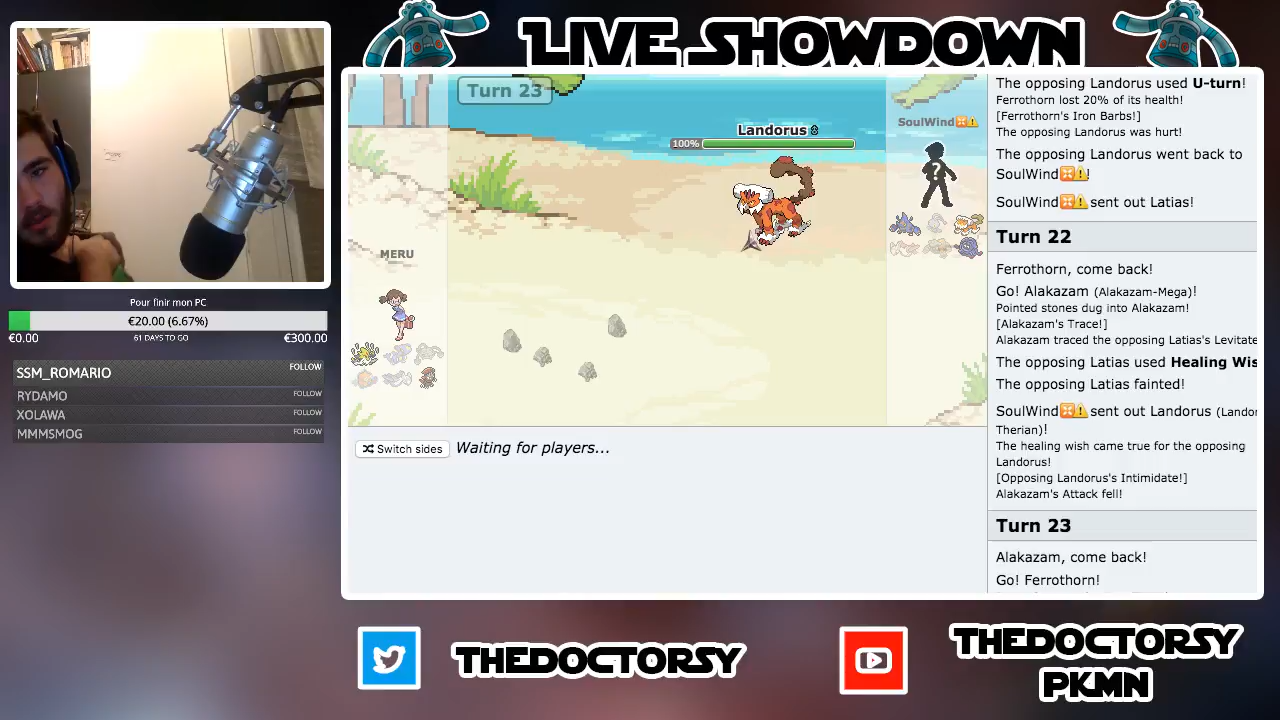 LIVE SHOWDOWN
Turn 23
SoulWind
Landorus
100%
MERU
Switch sides
Waiting for players...
The opposing Landorus used U-turn!
Ferrothorn lost 20% of its health!
[Ferrothorn's Iron Barbs!]
The opposing Landorus was hurt!
The opposing Landorus went back to
SoulWind!
SoulWind sent out Latias!
Turn 22
Ferrothorn, come back!
Go! Alakazam (Alakazam-Mega)!
Pointed stones dug into Alakazam!
[Alakazam's Trace!]
Alakazam traced the opposing Latias's Levitate
The opposing Latias used Healing Wis
The opposing Latias fainted!
SoulWind sent out Landorus (Landor
Therian)!
The healing wish came true for the opposing
Landorus!
[Opposing Landorus's Intimidate!]
Alakazam's Attack fell!
Turn 23
Alakazam, come back!
Go! Ferrothorn!
Pour finir mon PC
€20.00 (6.67%)
€0.00
61 DAYS TO GO
€300.00
SSM_ROMARIO FOLLOW
RYDAMO FOLLOW
XOLAWA FOLLOW
MMMSMOG FOLLOW
THEDOCTORSY
THEDOCTORSY
PKMN